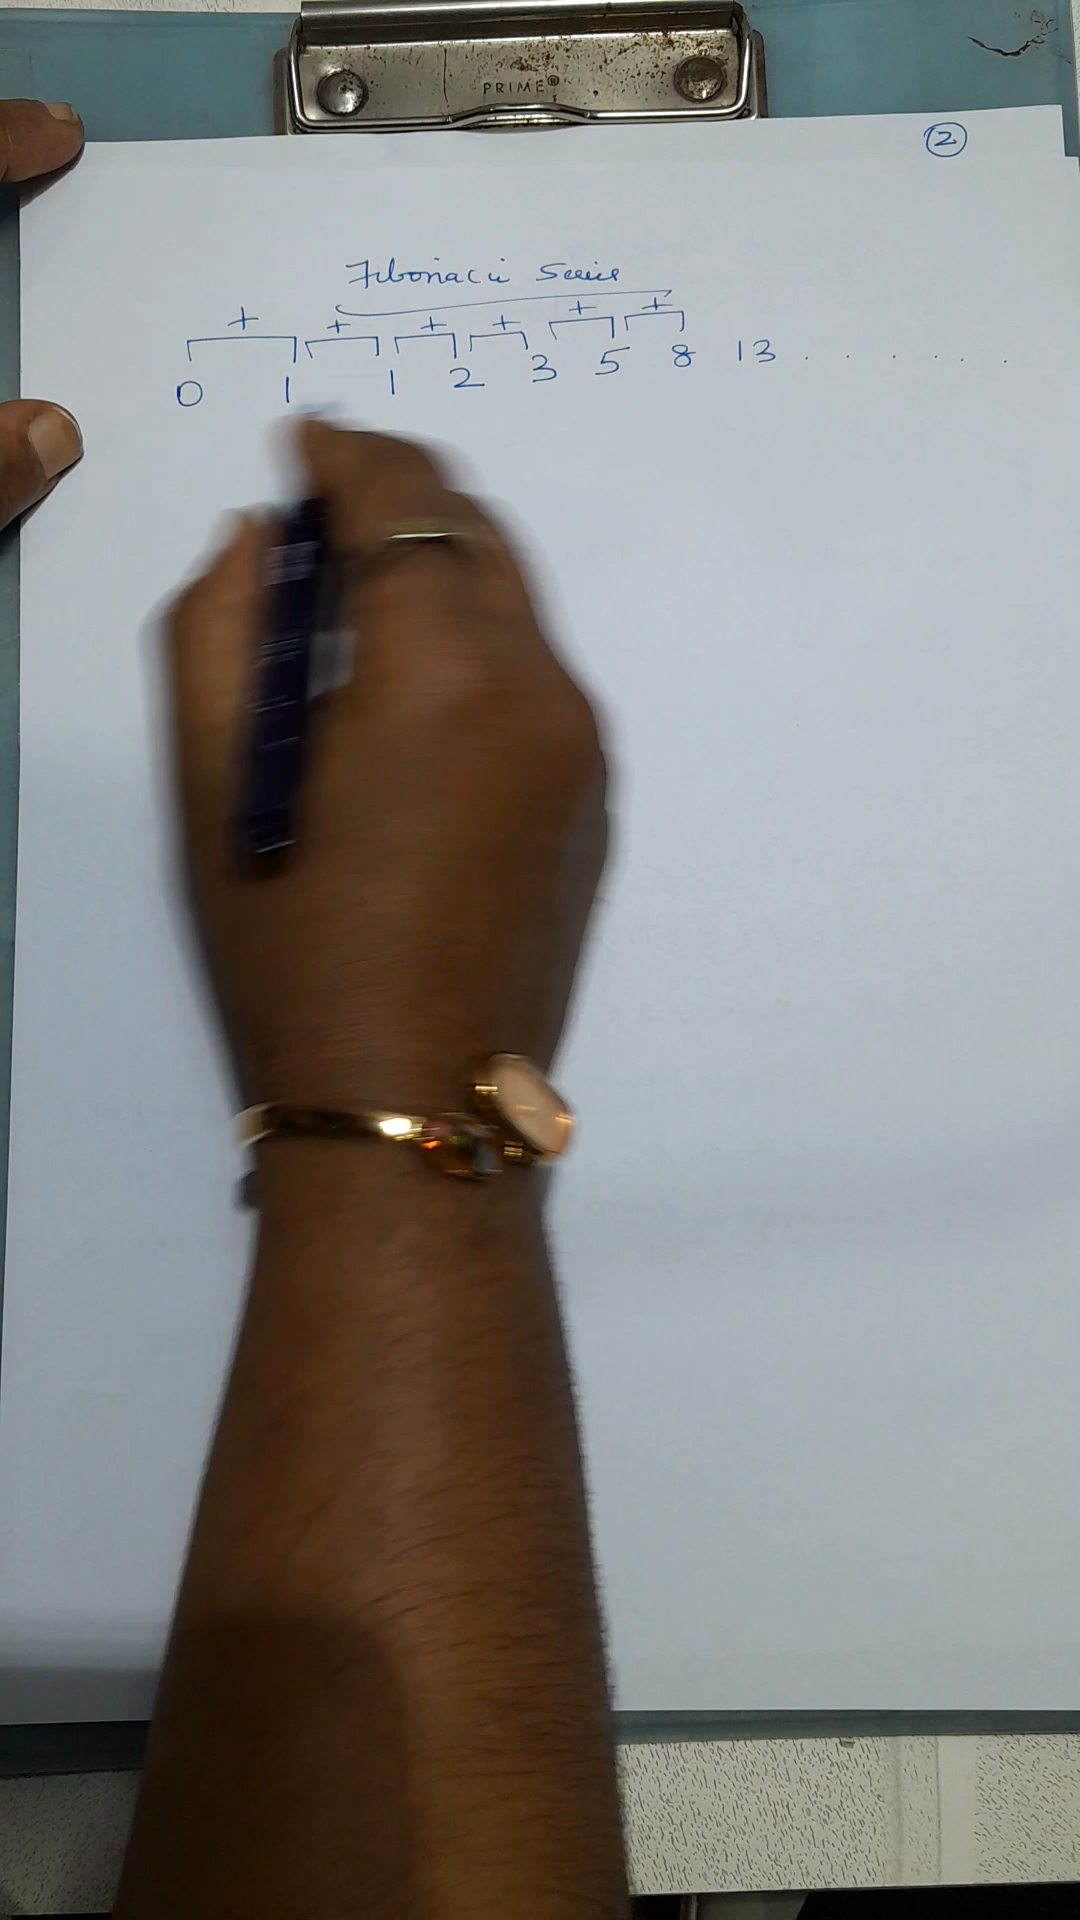 PRIME®
2
Fibonacci Series
+ + + + + +
0 1 1 2 3 5 8 13 . . . . . . .